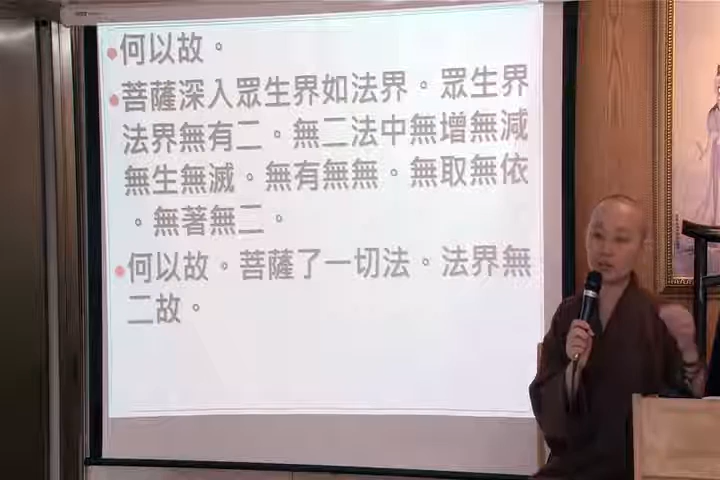 何以故。
菩薩深入眾生界如法界。眾生界
法界無有二。無二法中無增無減
無生無滅。無有無無。無取無依
。無著無二。
何以故。菩薩了一切法。法界無
二故。